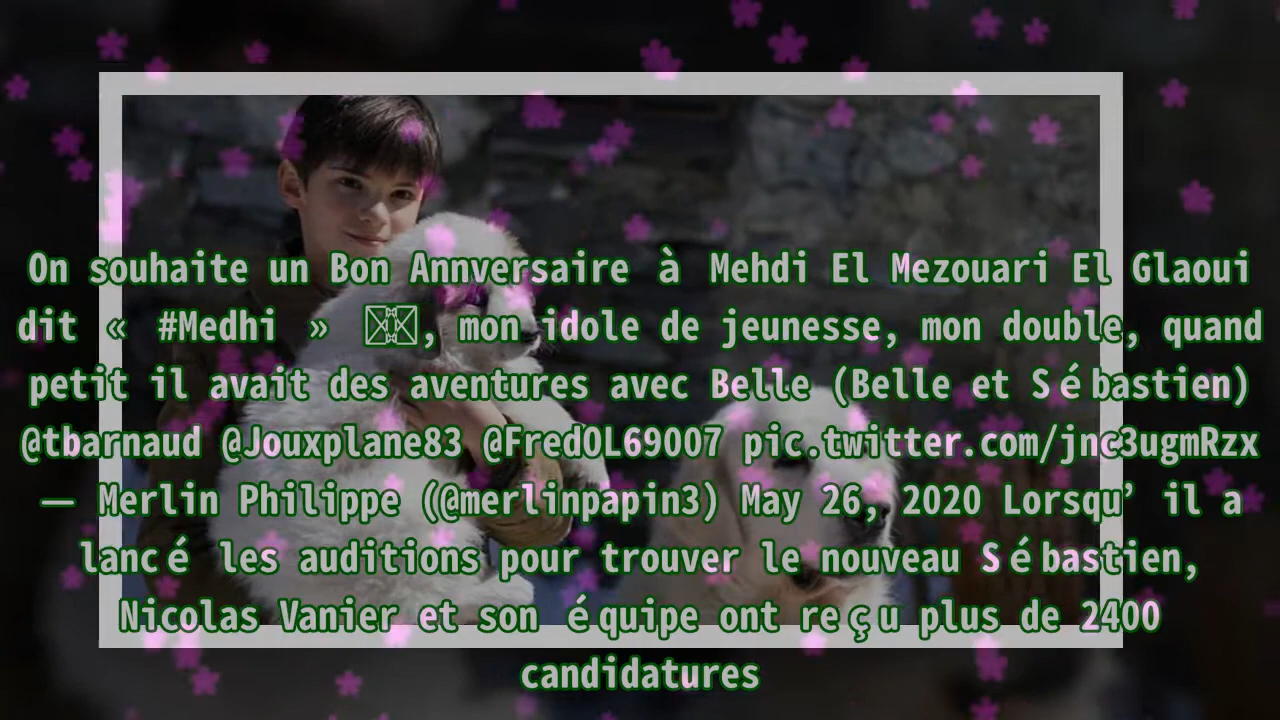 On souhaite un Bon Annversaire à Mehdi El Mezouari El Glaoui
dit « #Medhi » , mon idole de jeunesse, mon double, quand
petit il avait des aventures avec Belle (Belle et Sébastien)
@tbarnaud @Jouxplane83 @FredOL69007 pic.twitter.com/jnc3ugmRzx
— Merlin Philippe (@merlinpapin3) May 26, 2020 Lorsqu’ il a
lancé les auditions pour trouver le nouveau Sébastien,
Nicolas Vanier et son équipe ont reçu plus de 2400
candidatures